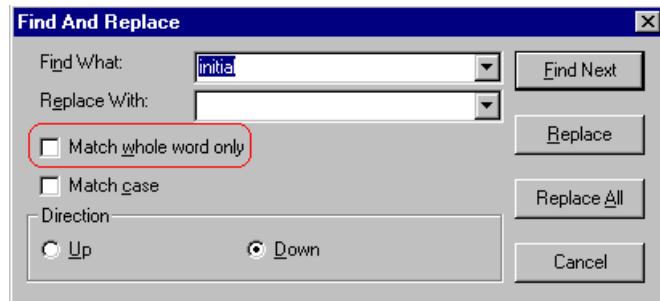 Find And Replace
Find What: initial
Find Next
Replace With:
Match whole word only
Replace
Match case
Replace All
Direction
Up Down
Cancel